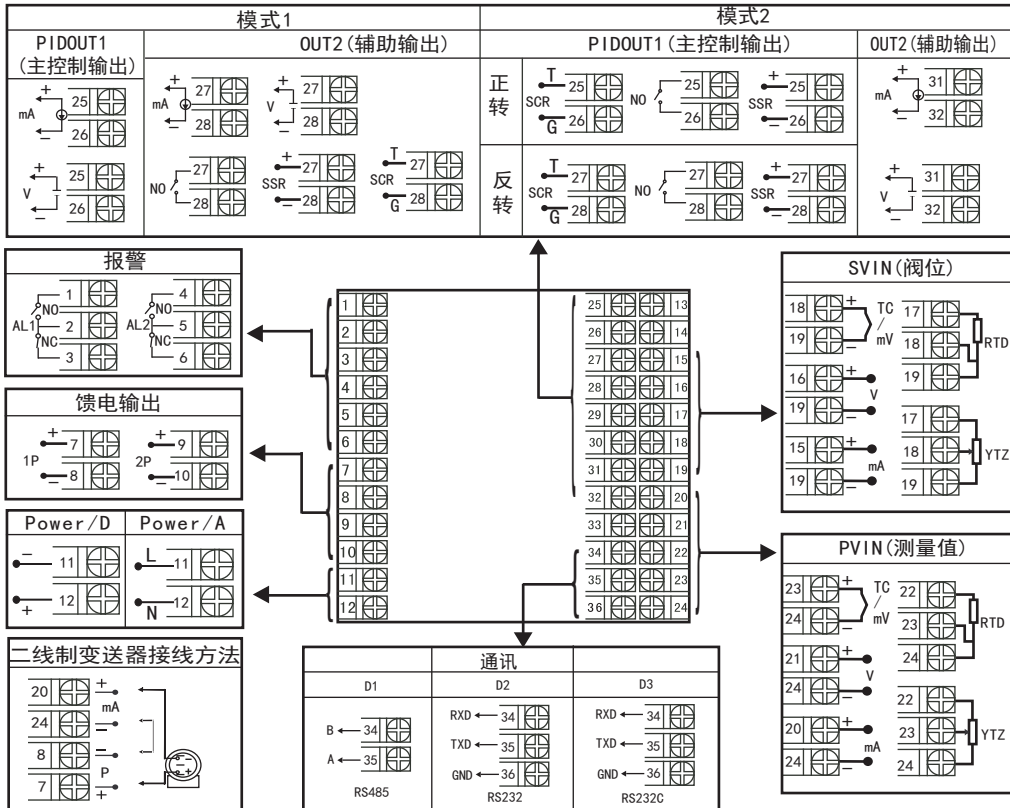 模式1
模式2
PIDOUT1
(主控制输出)
OUT2(辅助输出)
PIDOUT1(主控制输出)
OUT2(辅助输出)
+ 25
mA
− 26
+ 27
mA
− 28
+ 27
V
− 28
正转
T 25
SCR
G 26
25
NO
26
+ 25
SSR
− 26
+ 31
mA
− 32
+ 25
V
− 26
27
NO
28
+ 27
SSR
− 28
T 27
SCR
G 28
反转
T 27
SCR
G 28
27
NO
28
+ 27
SSR
− 28
+ 31
V
− 32
报警
1
NO
AL1 2
NC
3
4
NO
AL2 5
NC
6
馈电输出
+ 7
1P
− 8
+ 9
2P
− 10
Power/D
Power/A
− 11
+ 12
L 11
N 12
二线制变送器接线方法
20 +
mA
24 −
8 −
P
7 +
1 25 13
2 26 14
3 27 15
4 28 16
5 29 17
6 30 18
7 31 19
8 32 20
9 33 21
10 34 22
11 35 23
12 36 24
通讯
D1
D2
D3
B 34
A 35
RS485
RXD 34
TXD 35
GND 36
RS232
RXD 34
TXD 35
GND 36
RS232C
SVIN(阀位)
18 + TC
/
19 − mV
17
18 RTD
19
16 +
V
19 −
17
18 YTZ
19
15 +
mA
19 −
PVIN(测量值)
23 + TC
/
24 − mV
22
23 RTD
24
21 +
V
24 −
22
23 YTZ
24
20 +
mA
24 −